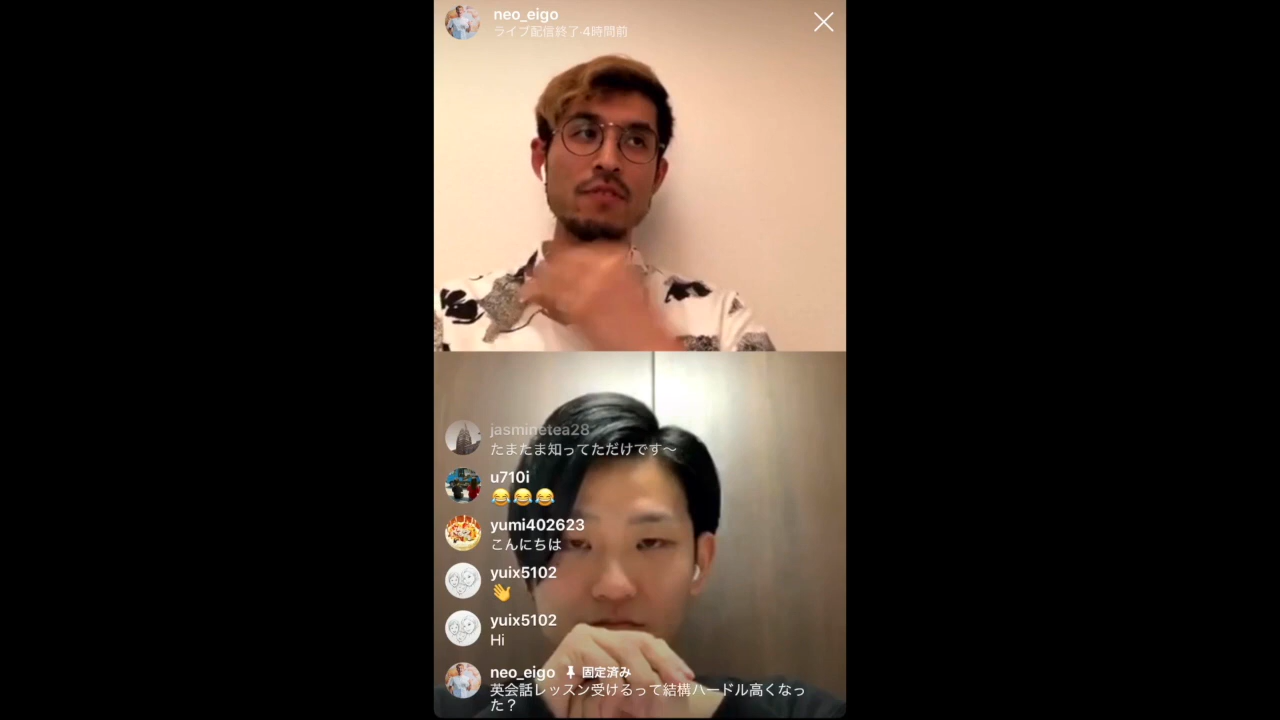 neo_eigo
ライブ配信終了·4時間前
jasminetea28
たまたま知ってただけです〜
u710i
😂😂😂
yumi402623
こんにちは
yuix5102
👋
yuix5102
Hi
neo_eigo 📌 固定済み
英会話レッスン受けるって結構ハードル高くなっ
た？